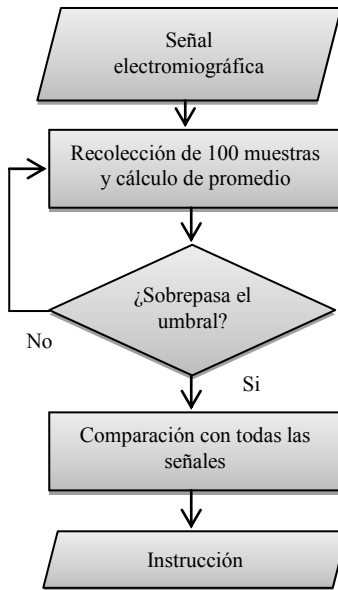 Señal
electromiográfica
Recolección de 100 muestras
y cálculo de promedio
¿Sobrepasa el
umbral?
No
Si
Comparación con todas las
señales
Instrucción